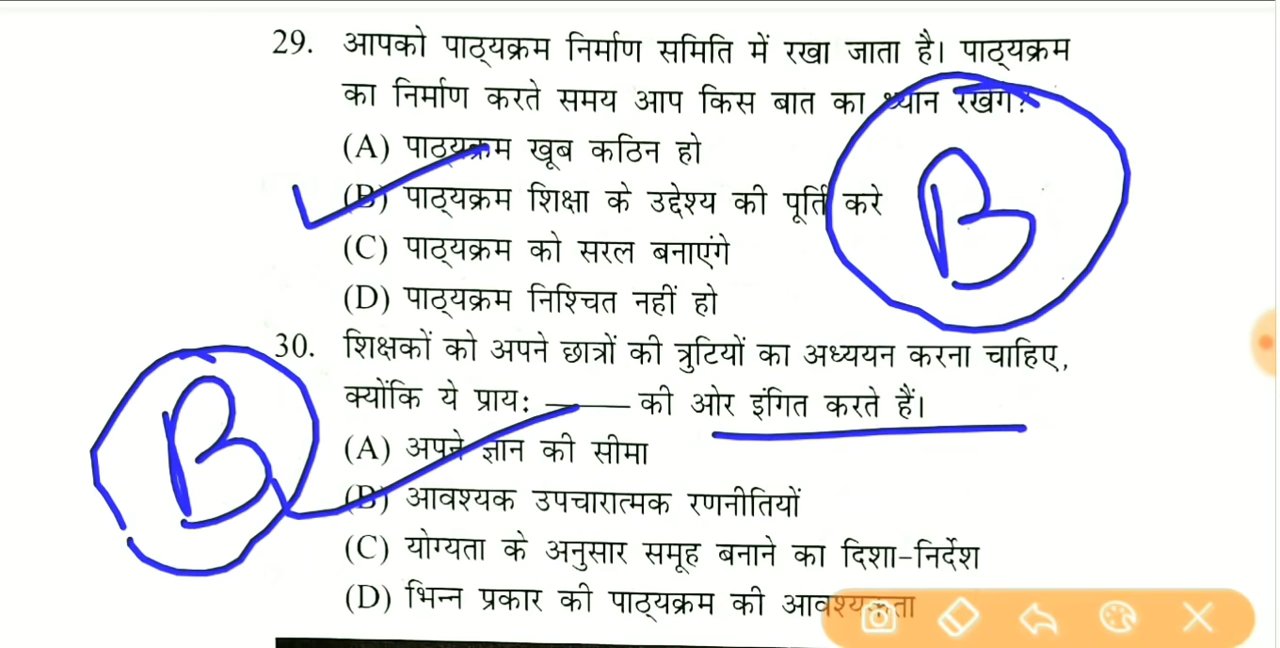 29. आपको पाठ्यक्रम निर्माण समिति में रखा जाता है। पाठ्यक्रम
का निर्माण करते समय आप किस बात का ध्यान रखेंगे?
(A) पाठ्यक्रम खूब कठिन हो
(B) पाठ्यक्रम शिक्षा के उद्देश्य की पूर्ति करे
B
(C) पाठ्यक्रम को सरल बनाएंगे
(D) पाठ्यक्रम निश्चित नहीं हो
30. शिक्षकों को अपने छात्रों की त्रुटियों का अध्ययन करना चाहिए,
क्योंकि ये प्रायः ——— की ओर इंगित करते हैं।
B
(A) अपने ज्ञान की सीमा
(B) आवश्यक उपचारात्मक रणनीतियों
(C) योग्यता के अनुसार समूह बनाने का दिशा-निर्देश
(D) भिन्न प्रकार की पाठ्यक्रम की आवश्यकता